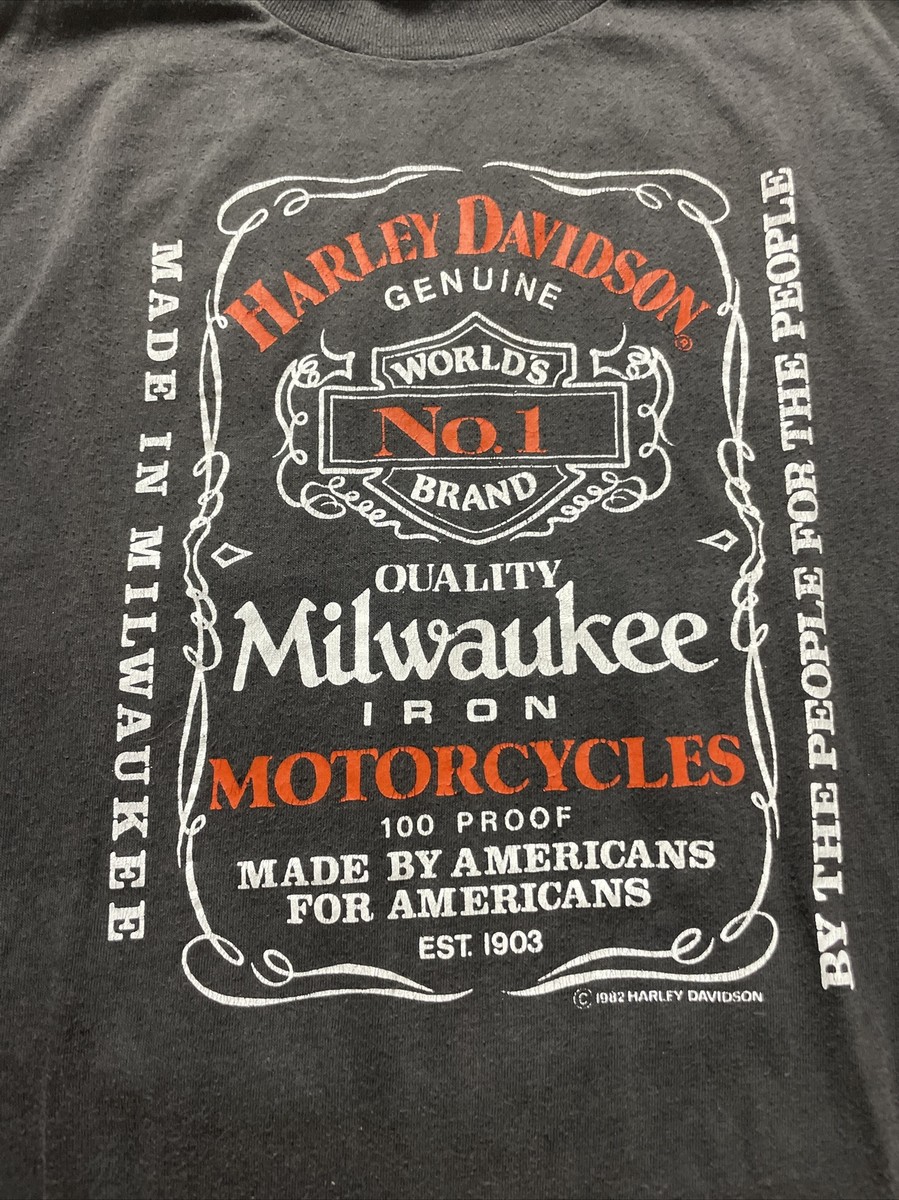 HARLEY DAVIDSON®
GENUINE
WORLD'S
No. 1
BRAND
QUALITY
Milwaukee
IRON
MOTORCYCLES
100 PROOF
MADE BY AMERICANS
FOR AMERICANS
EST. 1903
© 1982 HARLEY DAVIDSON
MADE IN MILWAUKEE
BY THE PEOPLE FOR THE PEOPLE